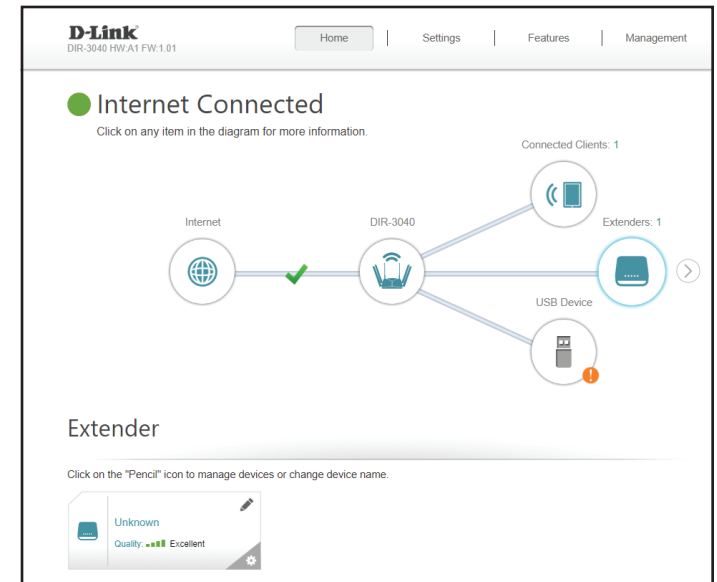 D-Link
DIR-3040 HW:A1 FW:1.01
Home
Settings
Features
Management
Internet Connected
Click on any item in the diagram for more information.
Connected Clients: 1
Internet
DIR-3040
Extenders: 1
USB Device
Extender
Click on the "Pencil" icon to manage devices or change device name.
Unknown
Quality: Excellent